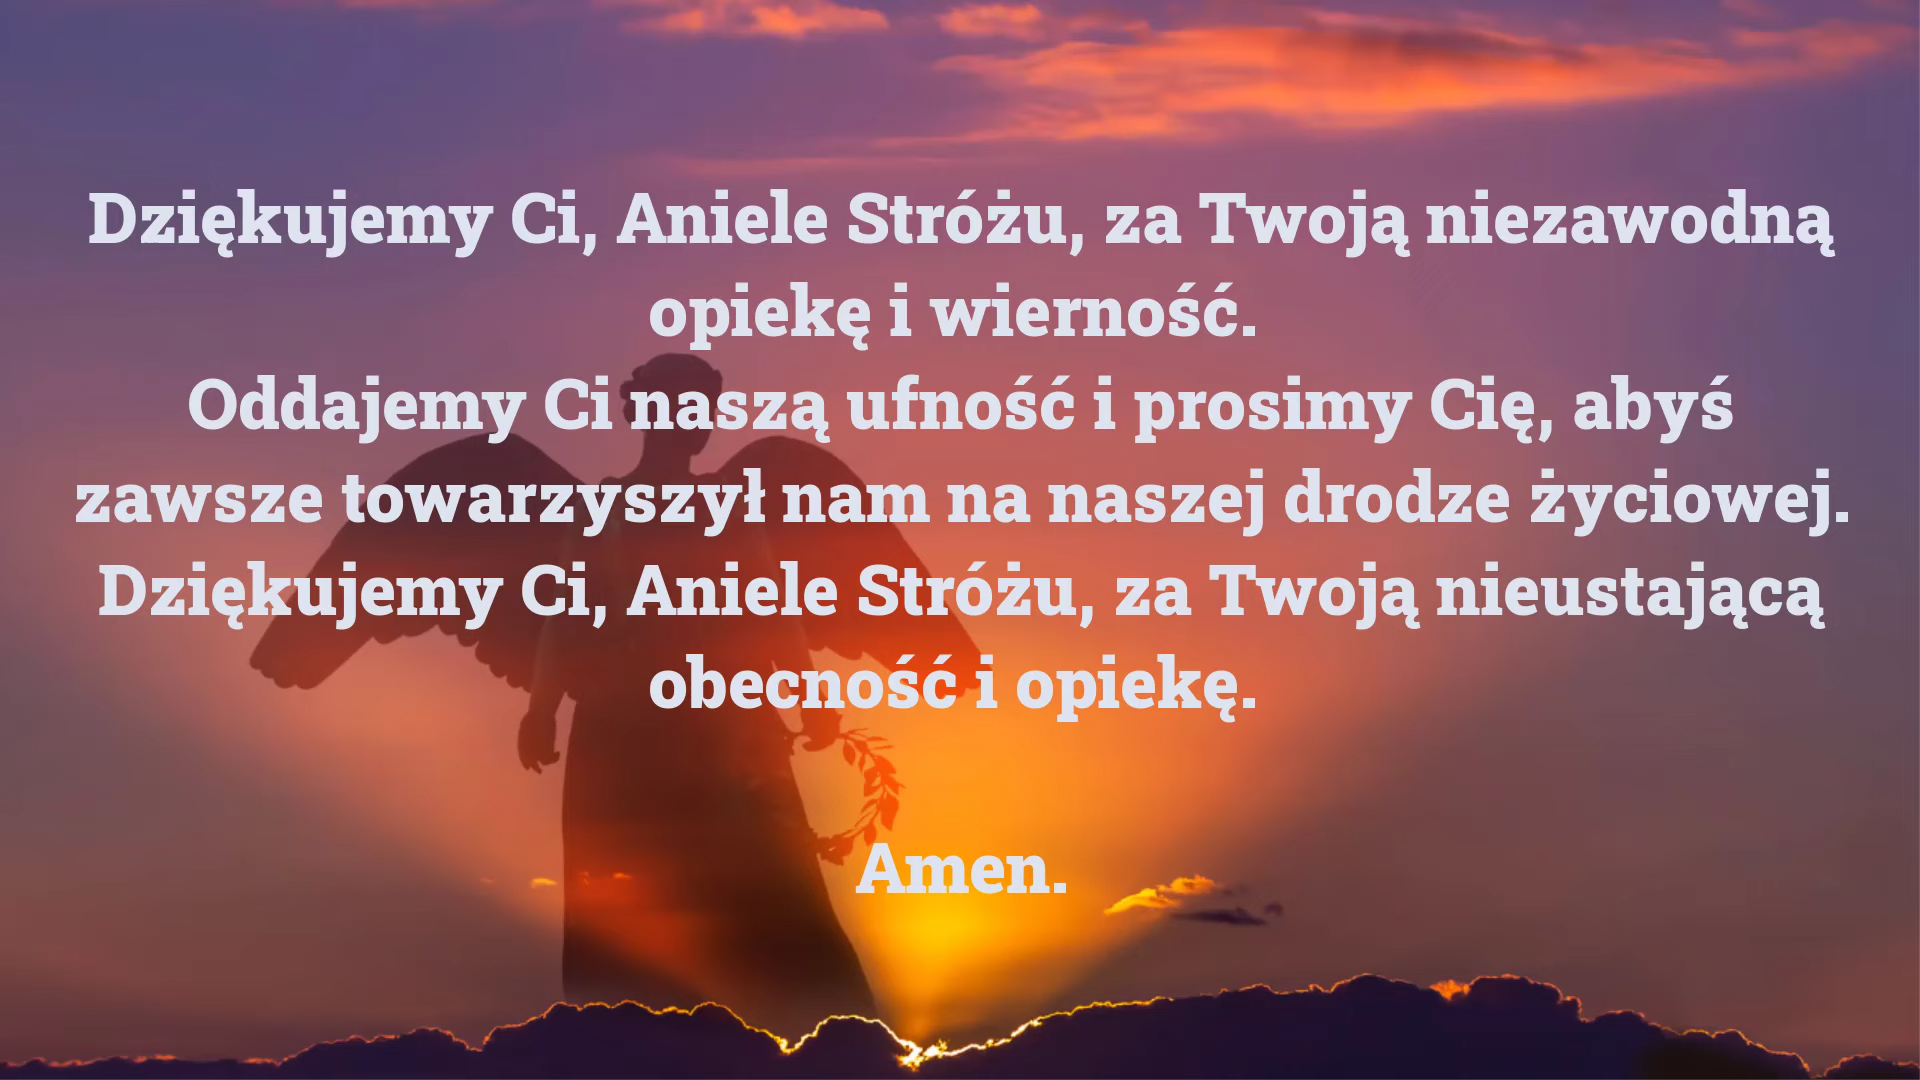 Dziękujemy Ci, Aniele Stróżu, za Twoją niezawodną
opiekę i wierność.
Oddajemy Ci naszą ufność i prosimy Cię, abyś
zawsze towarzyszył nam na naszej drodze życiowej.
Dziękujemy Ci, Aniele Stróżu, za Twoją nieustającą
obecność i opiekę.
Amen.